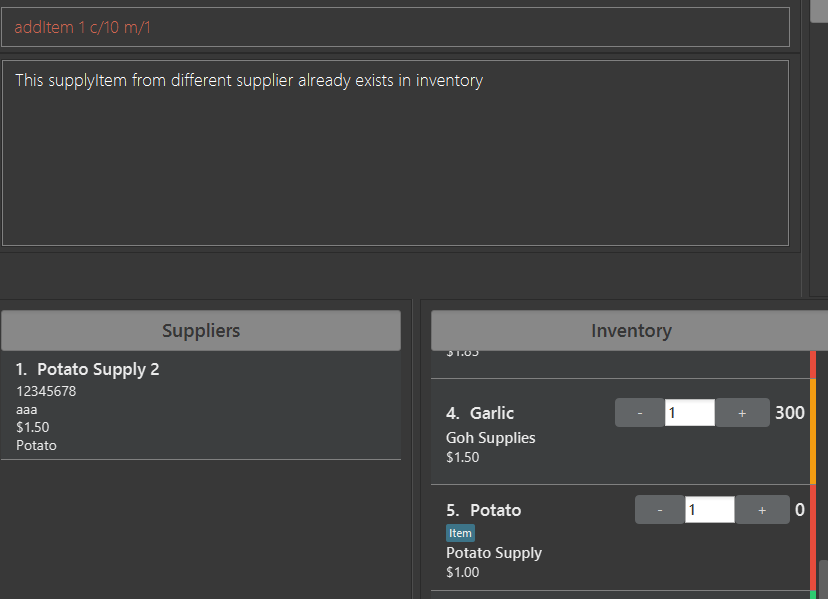 addItem 1 c/10 m/1
This supplyItem from different supplier already exists in inventory
Suppliers
1. Potato Supply 2
12345678
aaa
$1.50
Potato
Inventory
4. Garlic
- 1 + 300
Goh Supplies
$1.50
5. Potato
- 1 + 0
Item
Potato Supply
$1.00